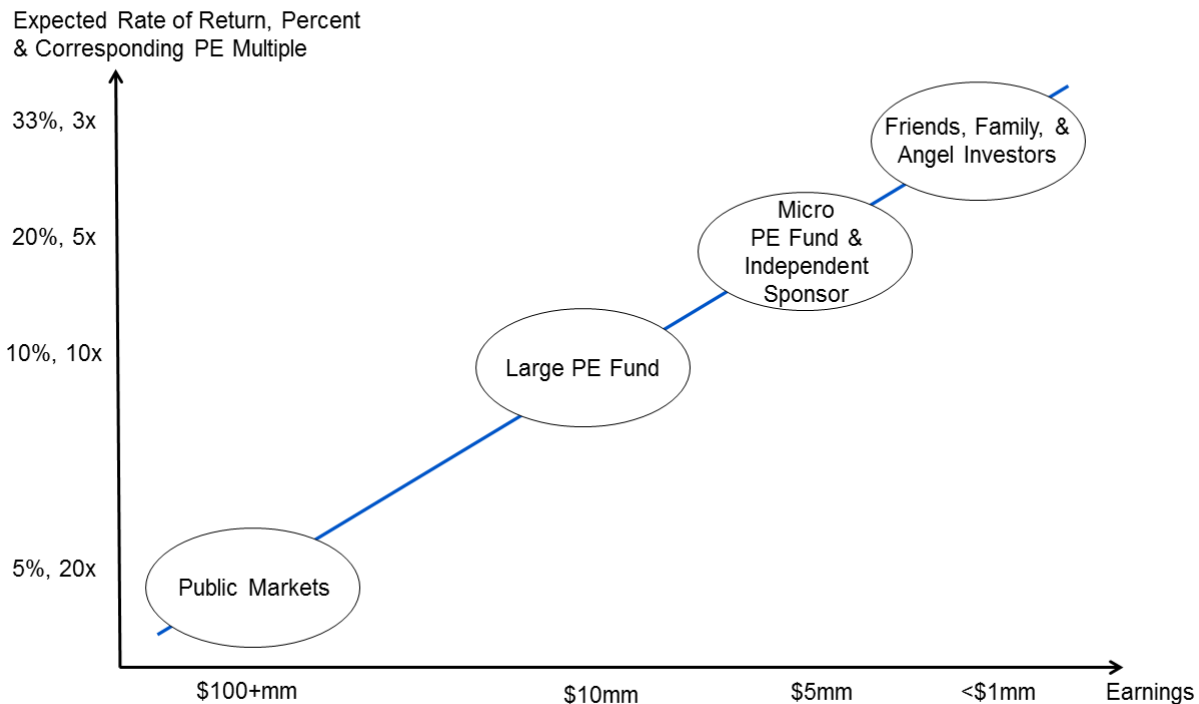 Expected Rate of Return, Percent
& Corresponding PE Multiple
33%, 3x
Friends, Family, &
Angel Investors
20%, 5x
Micro
PE Fund &
Independent
Sponsor
10%, 10x
Large PE Fund
5%, 20x
Public Markets
$100+mm
$10mm
$5mm
<$1mm
Earnings